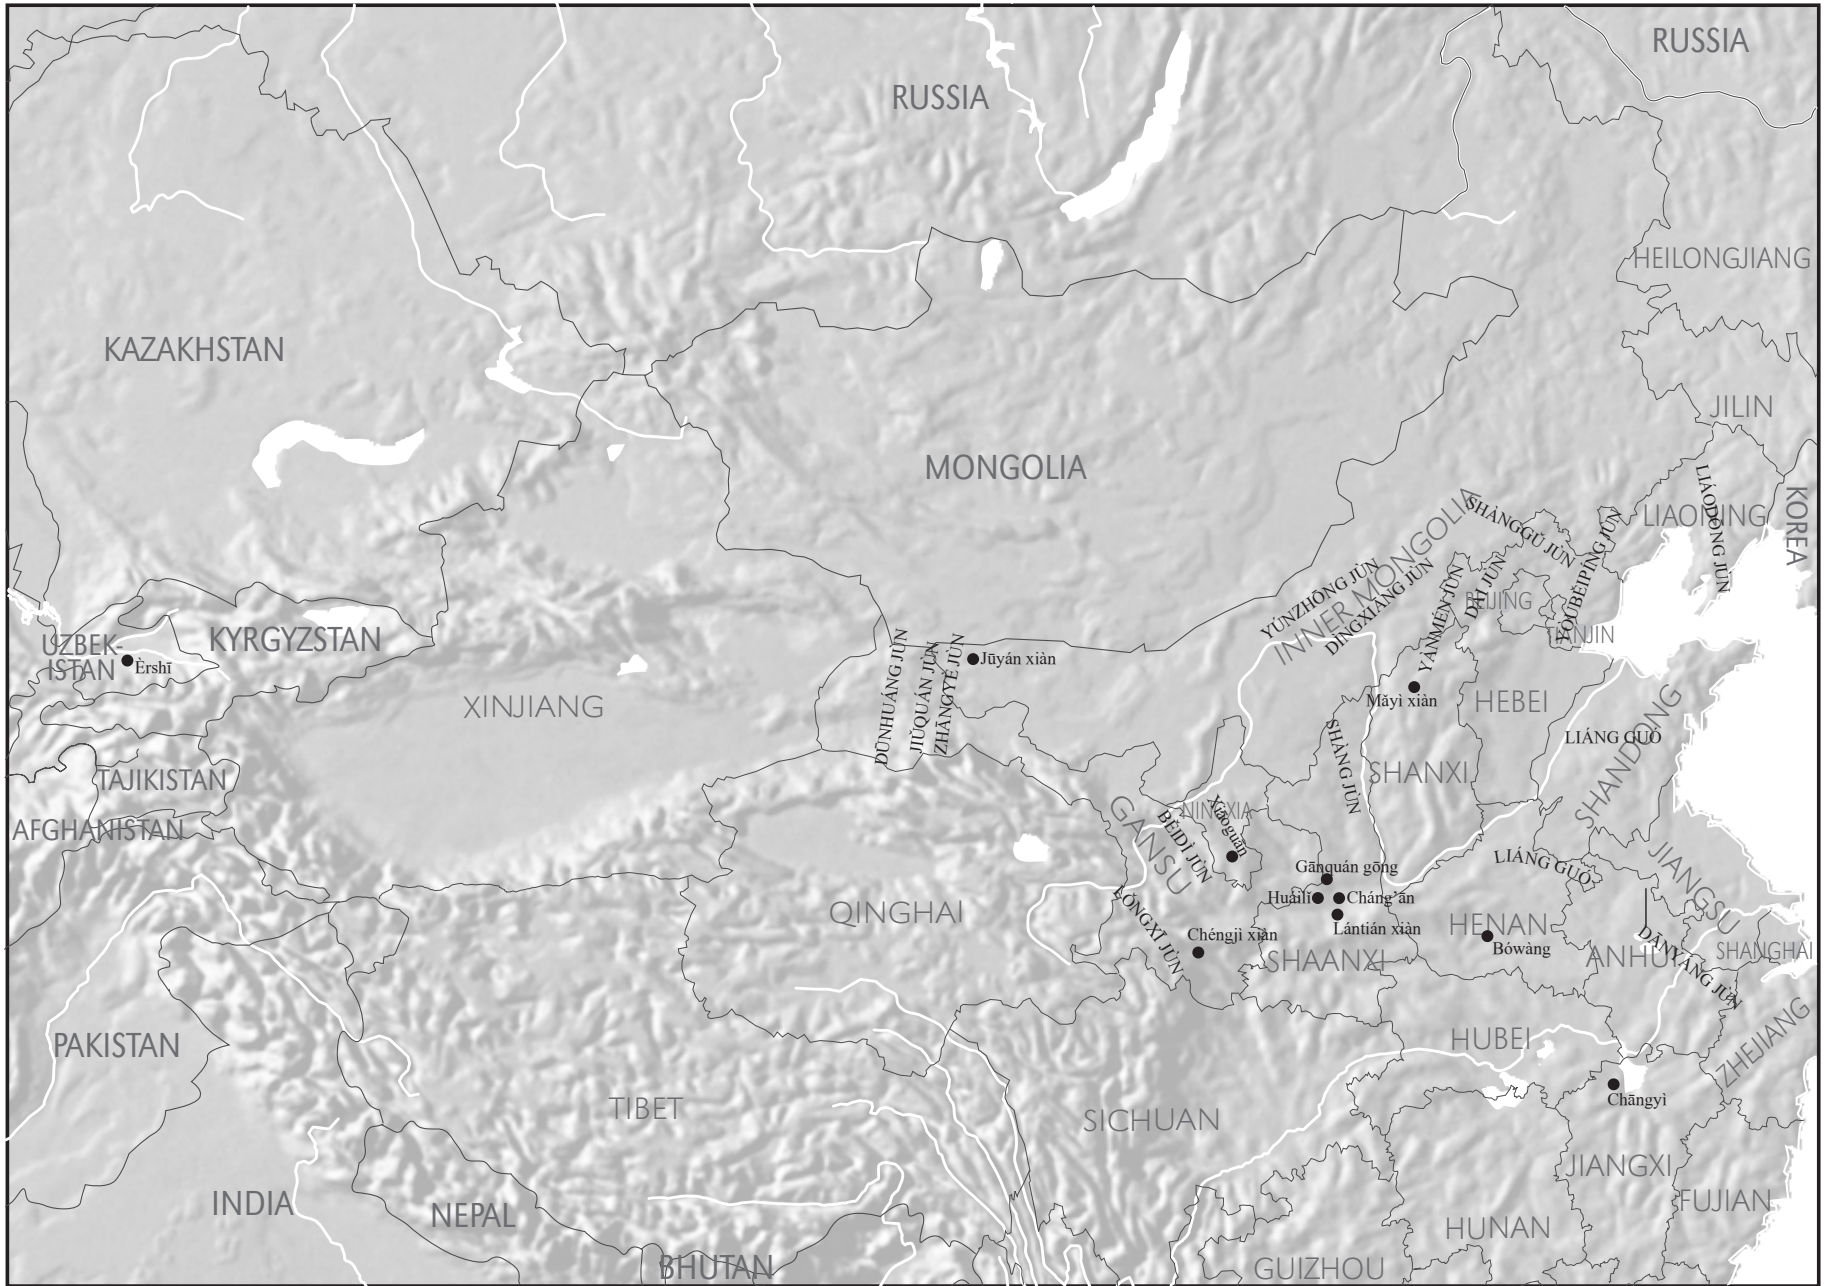 RUSSIA
RUSSIA
HEILONGJIANG
KAZAKHSTAN
JILIN
MONGOLIA
LIÁODŌNG JÙN
LIAONING
KOREA
SHÀNGGǓ JÙN
YÒUBĚIPÍNG JÙN
INNER MONGOLIA
YÚNZHŌNG JÙN
DÌNGXIĀNG JÙN
YÀNMÉN JÙN
DÀI JÙN
BEIJING
TIANJIN
UZBEK-
ISTAN
KYRGYZSTAN
Èrshī
DŪNHUÁNG JÙN
JIǓQUÁN JÙN
ZHĀNGYÈ JÙN
Jūyán xiàn
XINJIANG
Mǎyì xiàn
HEBEI
LIÁNG GUÓ
SHANDONG
SHÀNG JÙN
SHANXI
TAJIKISTAN
AFGHANISTAN
GANSU
NINGXIA
Xiāoguān
BĚIDÌ JÙN
Gānquán gōng
LIÁNG GUÓ
JIANGSU
LǑNGXĪ JÙN
Huáilǐ
Cháng’ān
Lántián xiàn
QINGHAI
Chéngjì xiàn
SHAANXI
HENAN
Bówàng
ANHUI
DĀNYÁNG JÙN
SHANGHAI
PAKISTAN
HUBEI
ZHEJIANG
Chāngyì
TIBET
SICHUAN
JIANGXI
FUJIAN
INDIA
NEPAL
HUNAN
BHUTAN
GUIZHOU